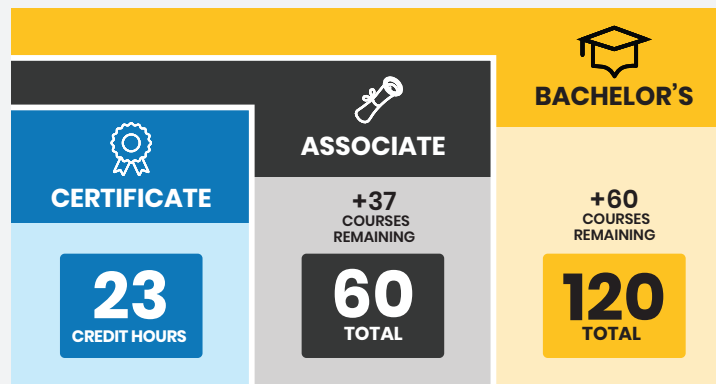 CERTIFICATE
23
CREDIT HOURS
ASSOCIATE
+37
COURSES
REMAINING
60
TOTAL
BACHELOR’S
+60
COURSES
REMAINING
120
TOTAL